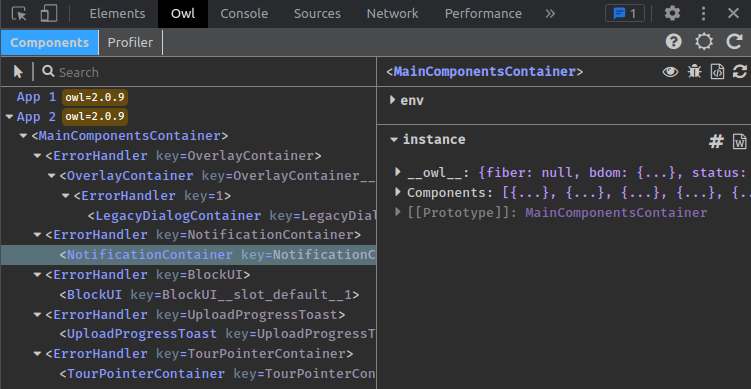 Elements Owl Console Sources Network Performance » 1
Components Profiler
Search
App 1 owl=2.0.9
App 2 owl=2.0.9
<MainComponentsContainer>
<ErrorHandler key=OverlayContainer>
<OverlayContainer key=OverlayContainer__
<ErrorHandler key=1>
<LegacyDialogContainer key=LegacyDial
<ErrorHandler key=NotificationContainer>
<NotificationContainer key=NotificationC
<ErrorHandler key=BlockUI>
<BlockUI key=BlockUI__slot_default__1>
<ErrorHandler key=UploadProgressToast>
<UploadProgressToast key=UploadProgressT
<ErrorHandler key=TourPointerContainer>
<TourPointerContainer key=TourPointerCon
<MainComponentsContainer>
env
instance
__owl__: {fiber: null, bdom: {...}, status:
Components: [{...}, {...}, {...}, {...}, {..
[[Prototype]]: MainComponentsContainer